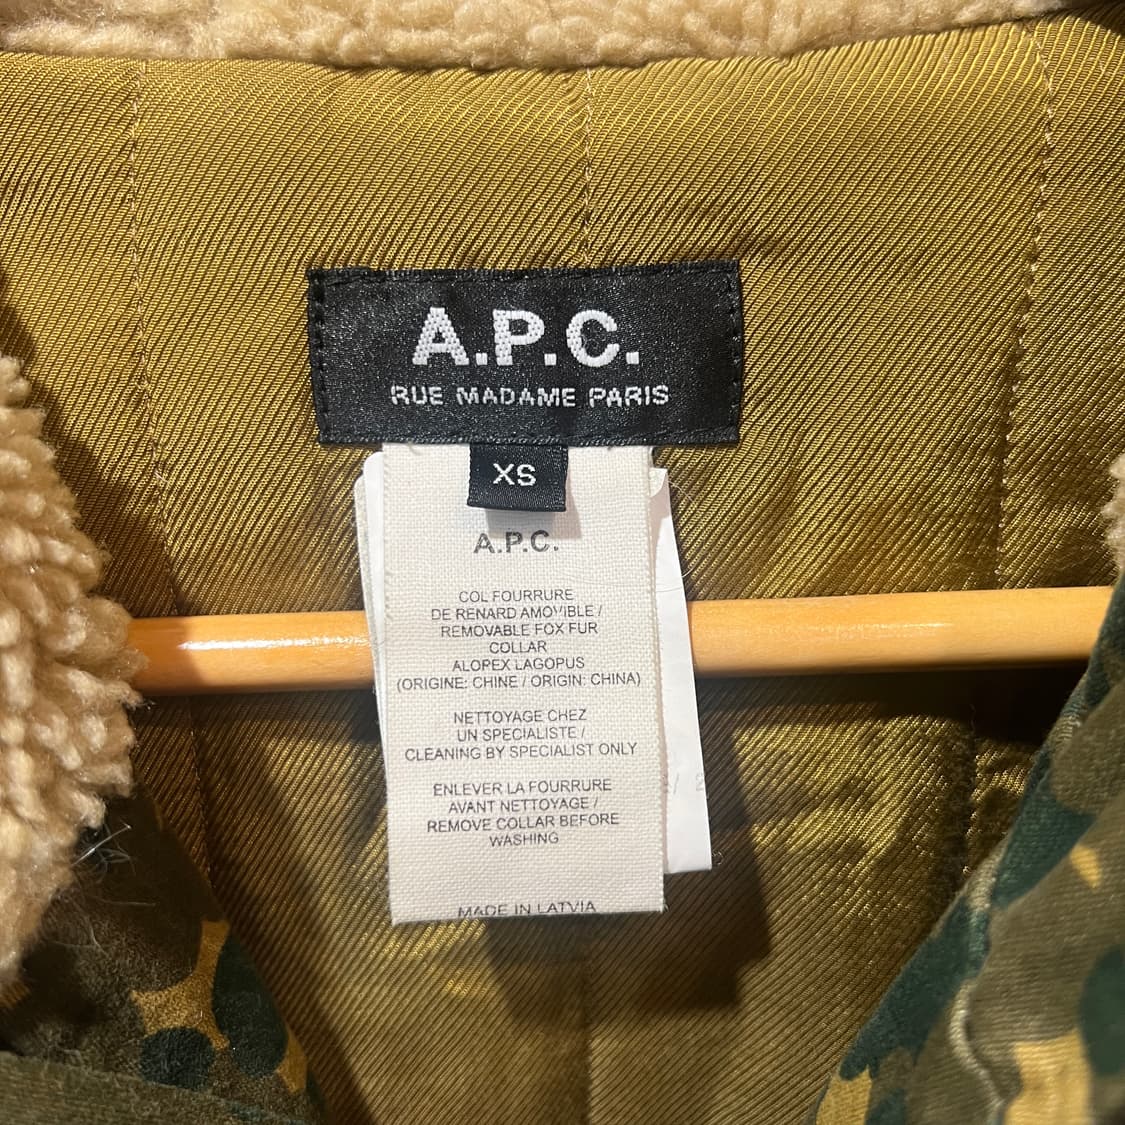 A.P.C.
RUE MADAME PARIS
XS
A.P.C.
COL FOURRURE
DE RENARD AMOVIBLE /
REMOVABLE FOX FUR
COLLAR
ALOPEX LAGOPUS
(ORIGINE: CHINE / ORIGIN: CHINA)
NETTOYAGE CHEZ
UN SPECIALISTE /
CLEANING BY SPECIALIST ONLY
ENLEVER LA FOURRURE
AVANT NETTOYAGE /
REMOVE COLLAR BEFORE
WASHING
MADE IN LATVIA
/ 2